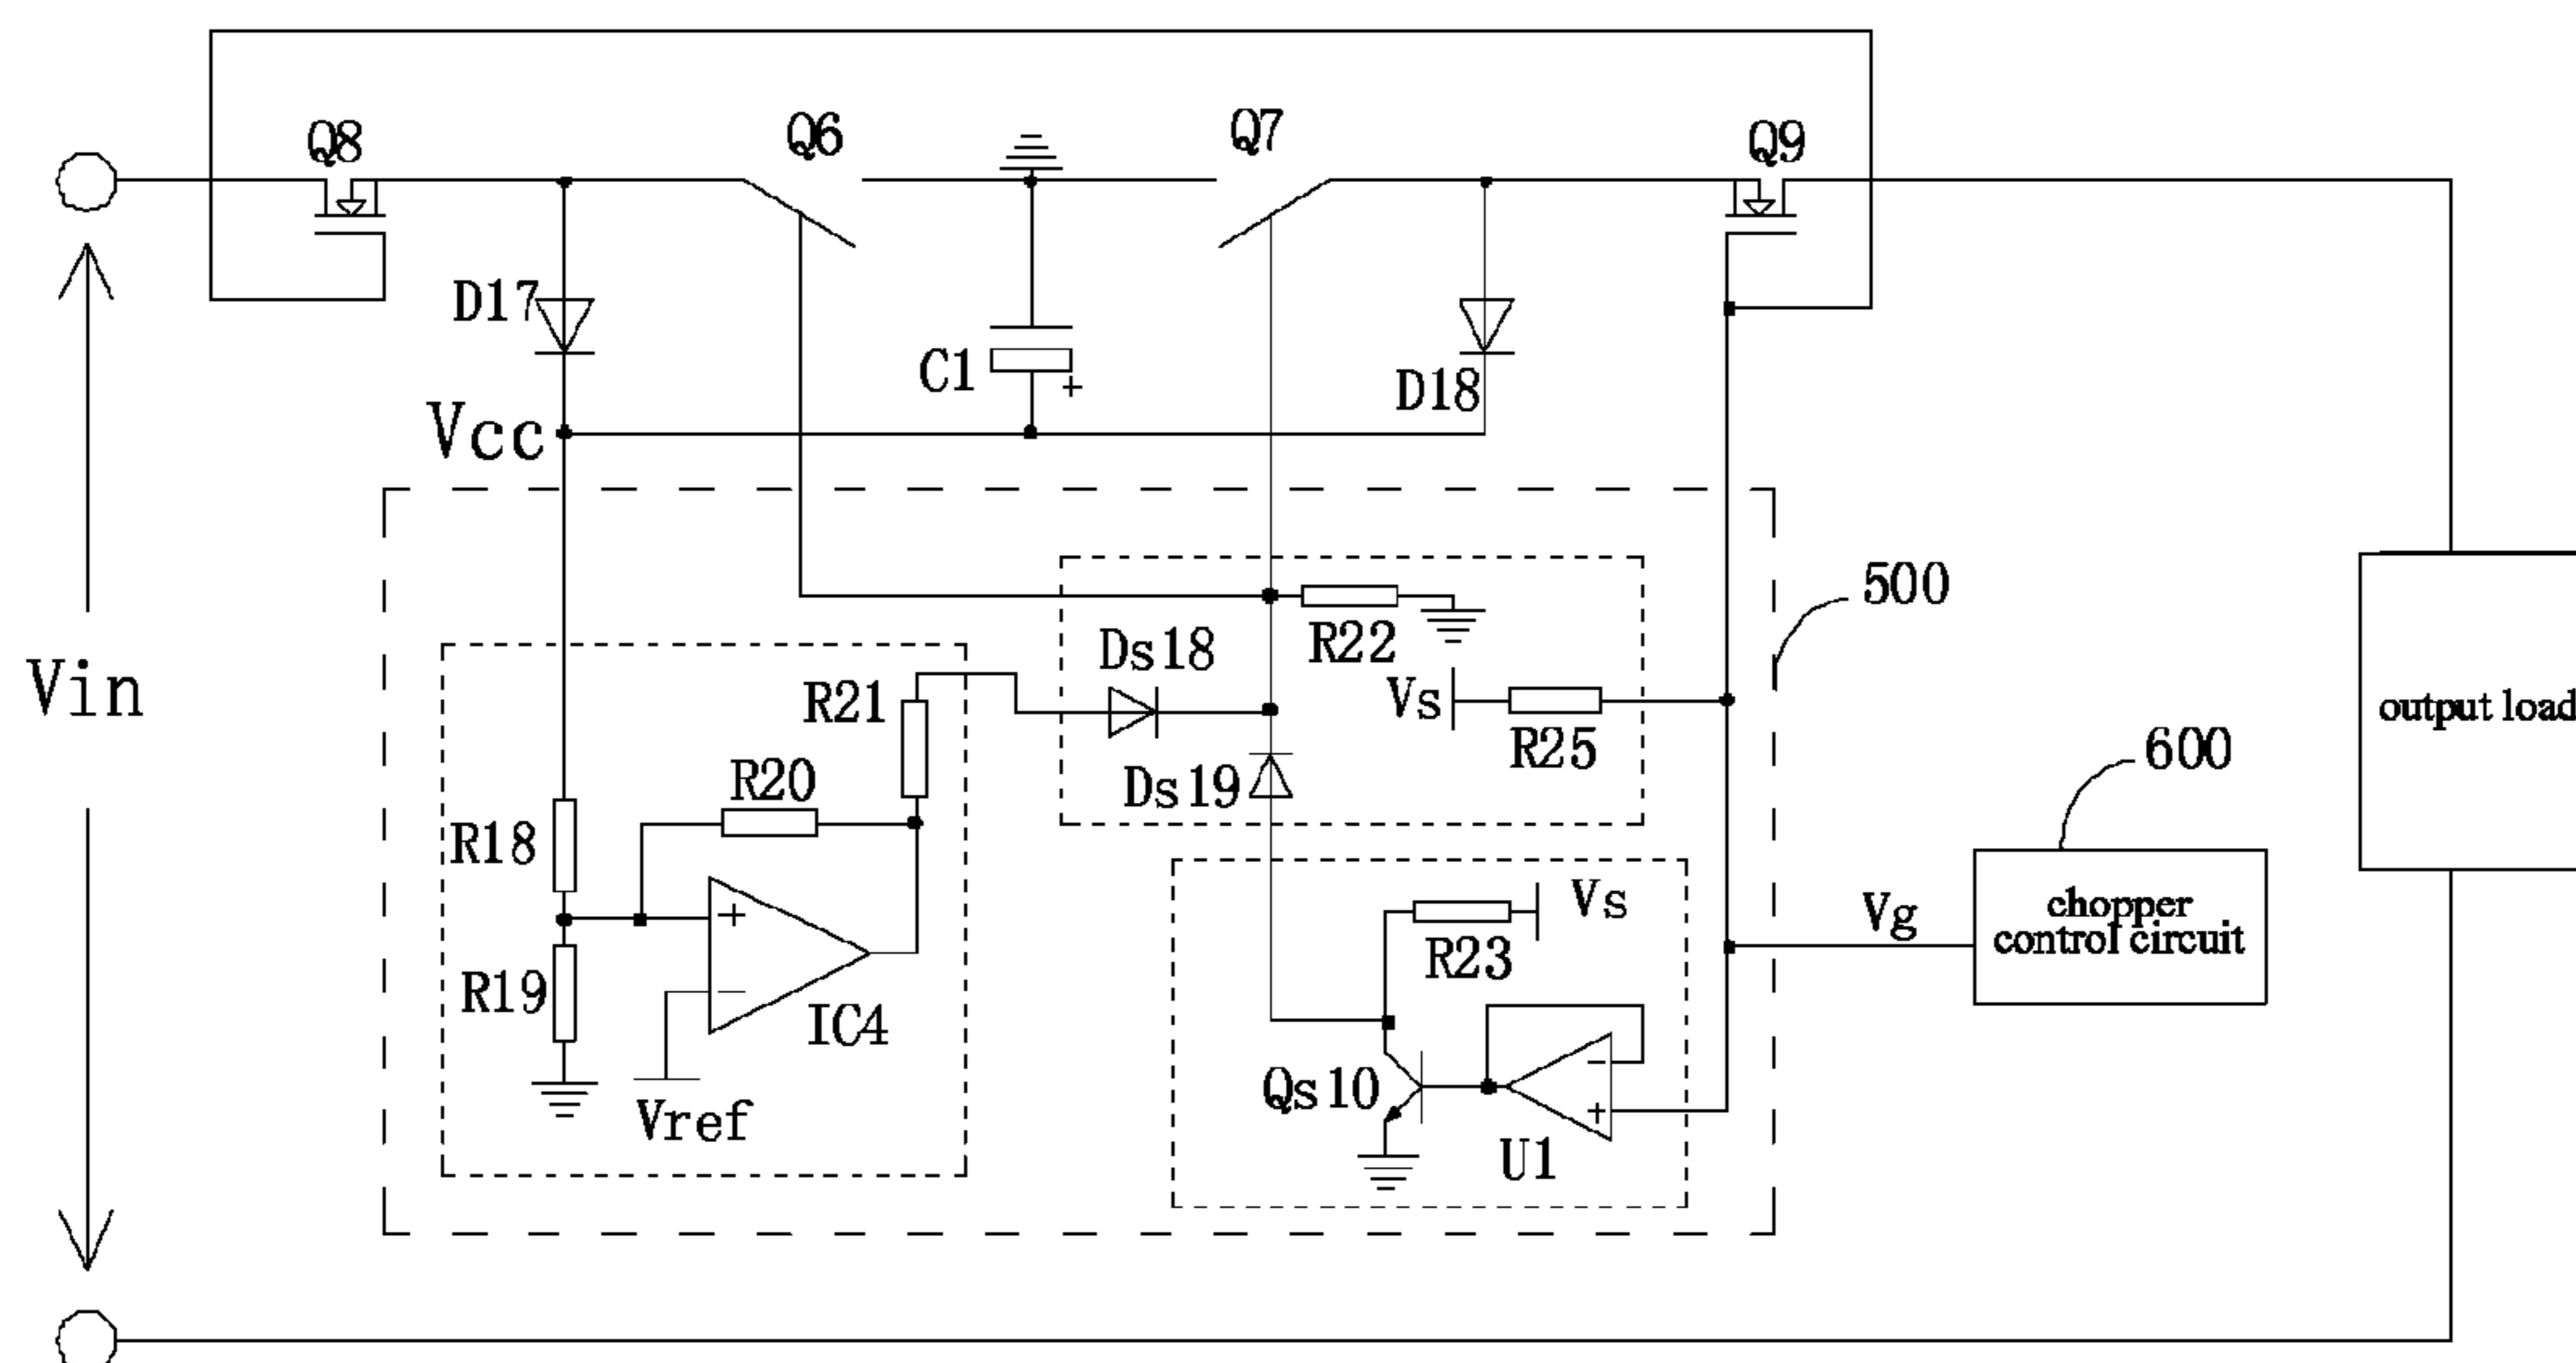 Q8
Q6
Q7
Q9
D17
C1
+
D18
Vcc
500
Vin
Ds18
R22
Vs
R25
R21
Ds19
600
output load
R20
R18
+
−
R19
IC4
Vref
R23
Vs
Vg
chopper
control circuit
Qs10
−
+
U1